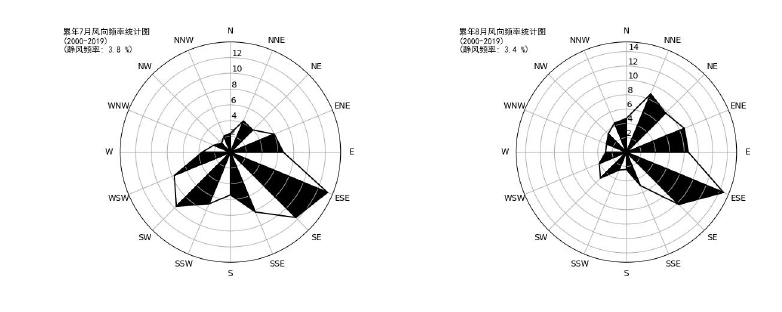 累年7月风向频率统计图
(2000-2019)
(静风频率: 3.8 %)
N
NNW
NNE
NW
NE
WNW
ENE
W
E
WSW
ESE
SW
SE
SSW
SSE
S
12
10
8
6
4
2
累年8月风向频率统计图
(2000-2019)
(静风频率: 3.4 %)
N
NNW
NNE
NW
NE
WNW
ENE
W
E
WSW
ESE
SW
SE
SSW
SSE
S
14
12
10
8
6
4
2